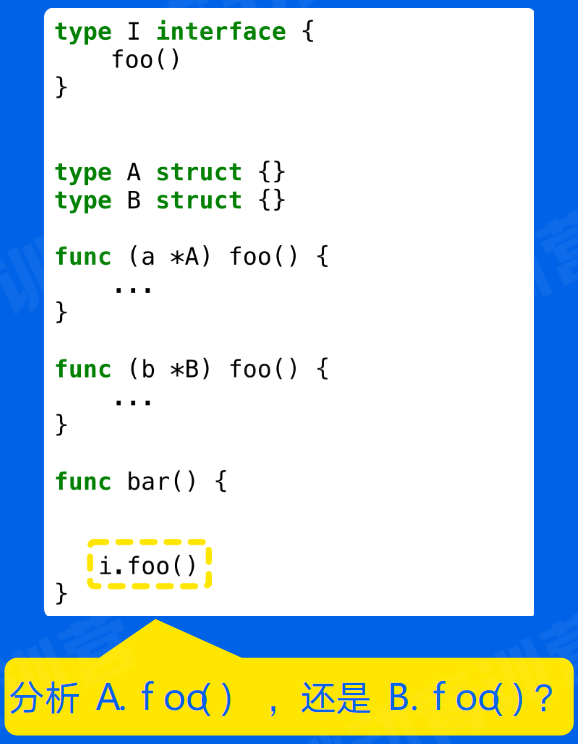 type I interface {
foo()
}
type A struct {}
type B struct {}
func (a *A) foo() {
...
}
func (b *B) foo() {
...
}
func bar() {
i.foo()
}
分析 A. foo() ，还是 B. foo()？